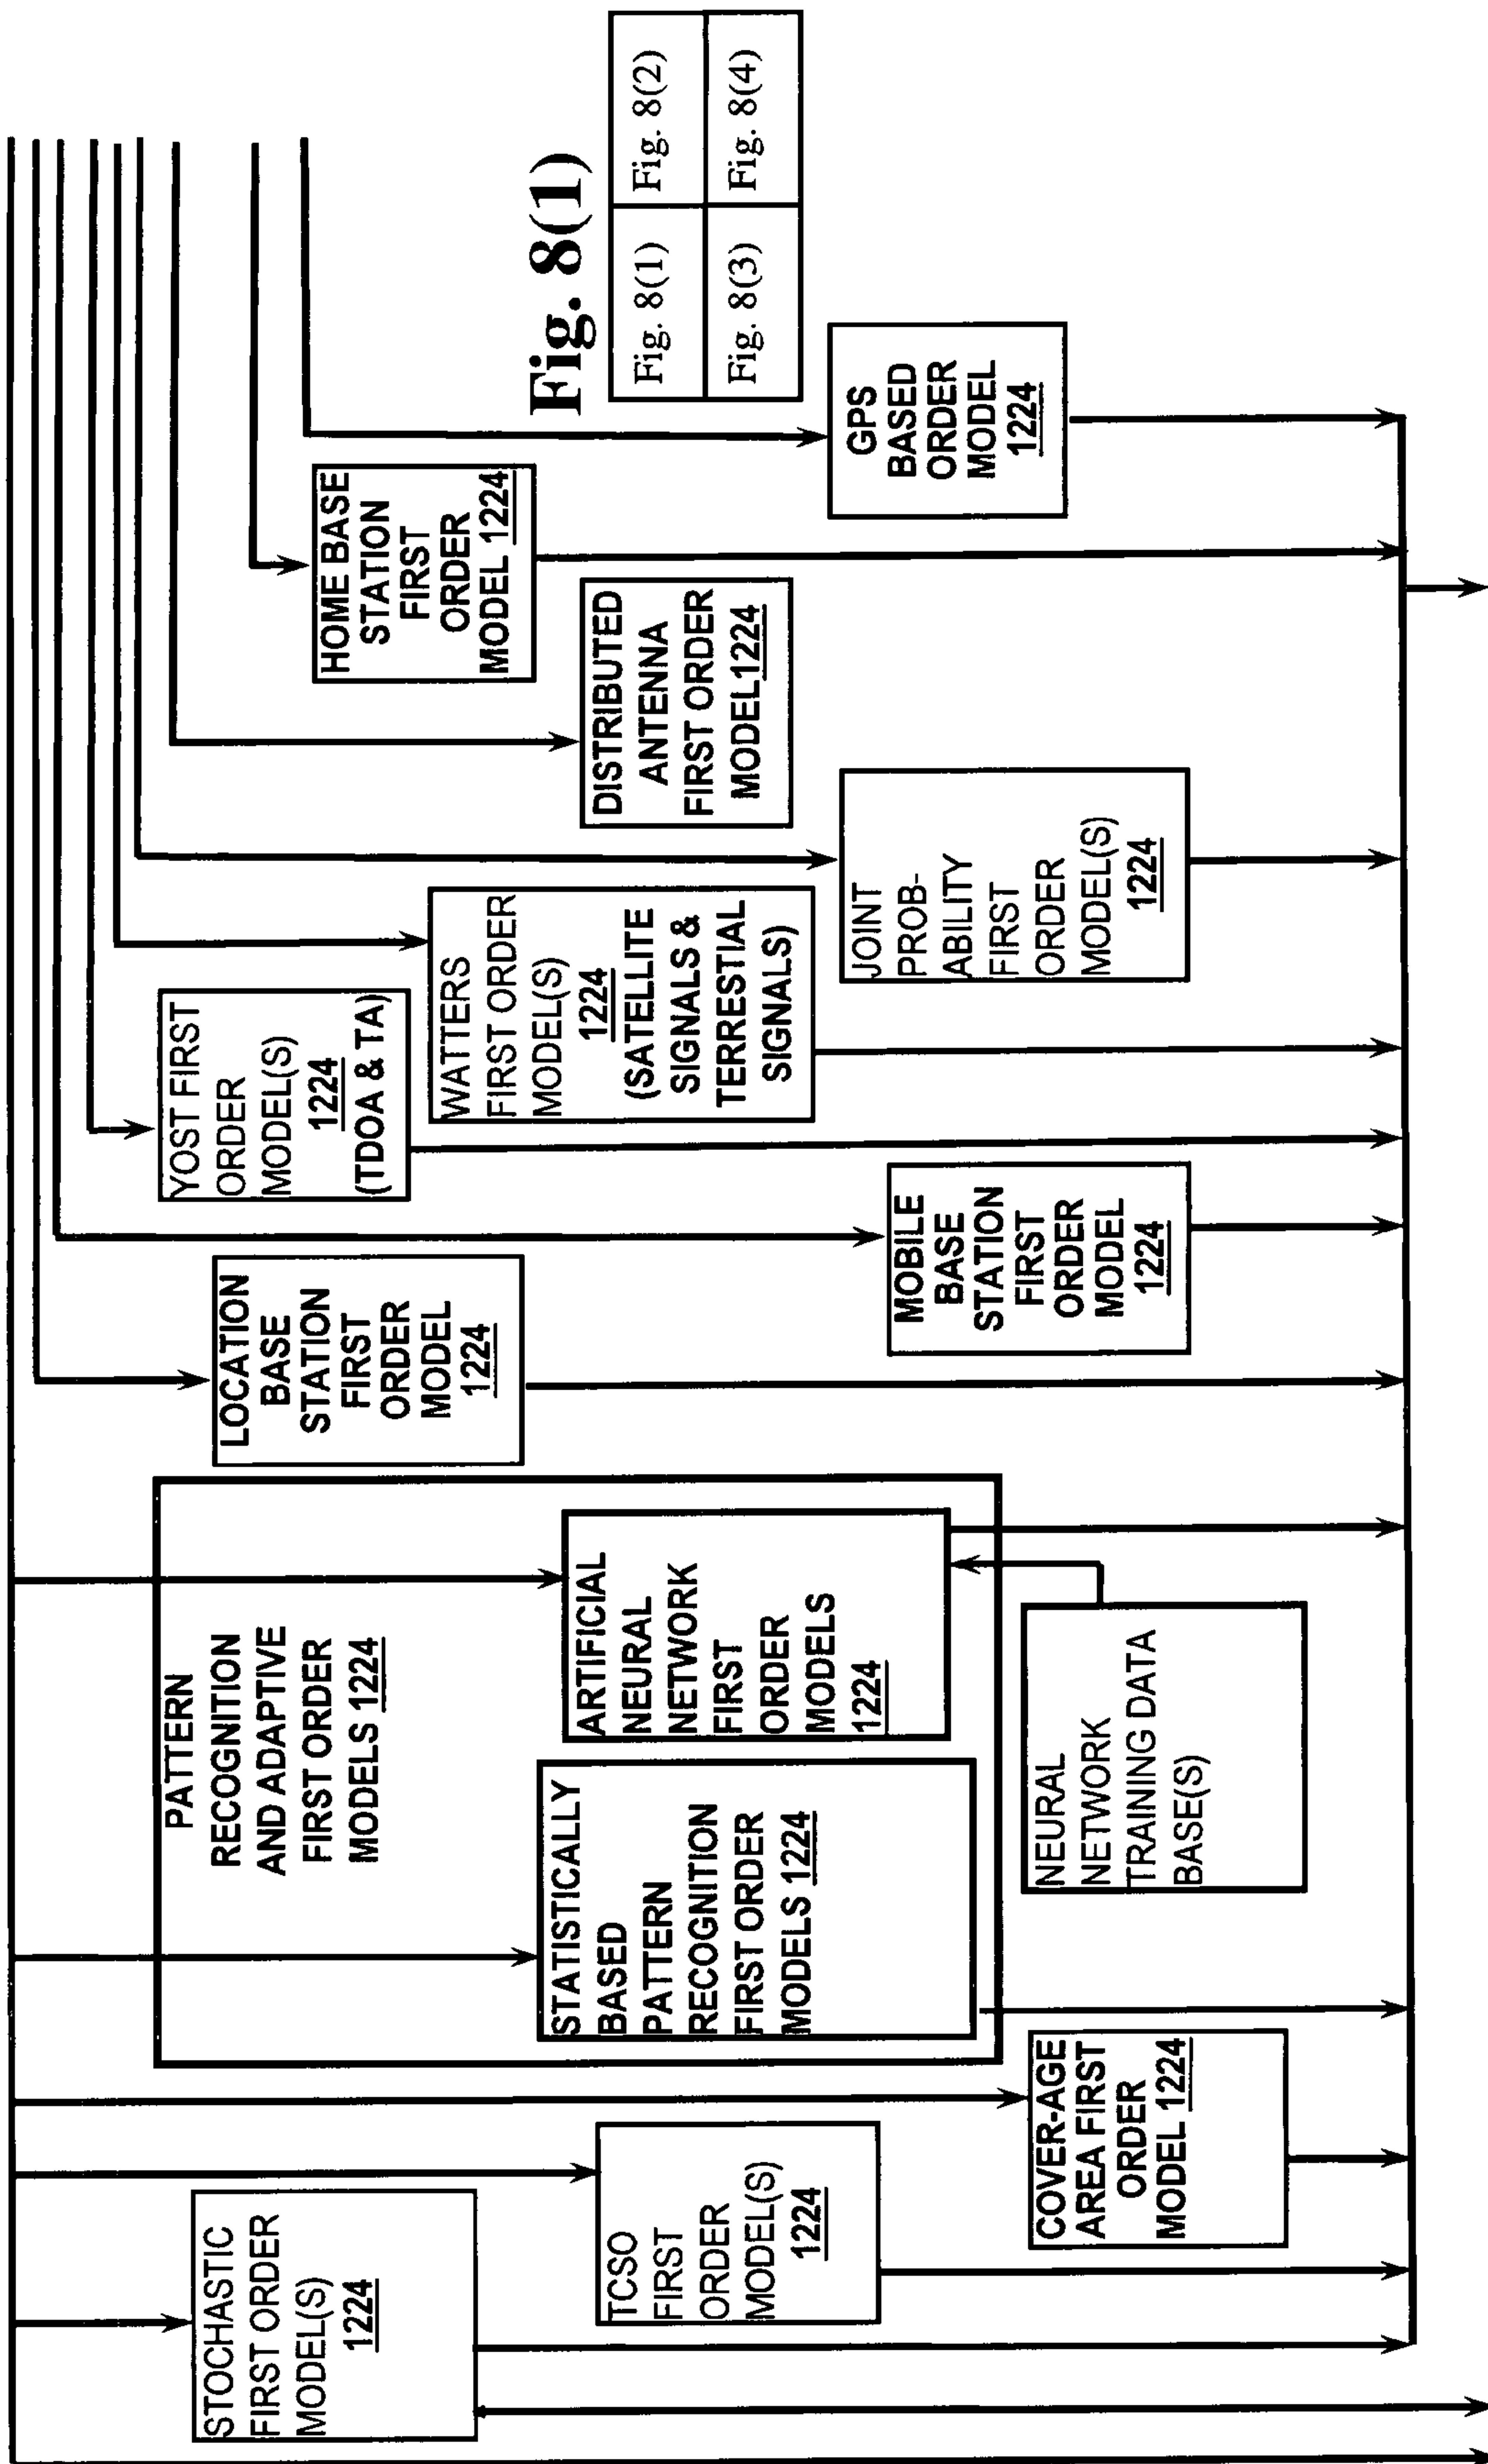 STOCHASTIC
FIRST ORDER
MODEL(S)
1224
TCSO
FIRST
ORDER
MODEL(S)
1224
COVER-AGE
AREA FIRST
ORDER
MODEL 1224
PATTERN
RECOGNITION
AND ADAPTIVE
FIRST ORDER
MODELS 1224
STATISTICALLY
BASED
PATTERN
RECOGNITION
FIRST ORDER
MODELS 1224
ARTIFICIAL
NEURAL
NETWORK
FIRST
ORDER
MODELS
1224
NEURAL
NETWORK
TRAINING DATA
BASE(S)
LOCATION
BASE
STATION
FIRST
ORDER
MODEL
1224
MOBILE
BASE
STATION
FIRST
ORDER
MODEL
1224
YOST FIRST
ORDER
MODEL(S)
1224
(TDOA & TA)
WATTERS
FIRST ORDER
MODEL(S)
1224
(SATELLITE
SIGNALS &
TERRESTIAL
SIGNALS)
JOINT
PROB-
ABILITY
FIRST
ORDER
MODEL(S)
1224
DISTRIBUTED
ANTENNA
FIRST ORDER
MODEL1224
HOME BASE
STATION
FIRST
ORDER
MODEL 1224
GPS
BASED
ORDER
MODEL
1224
Fig. 8(1)
Fig. 8(1) Fig. 8(2)
Fig. 8(3) Fig. 8(4)